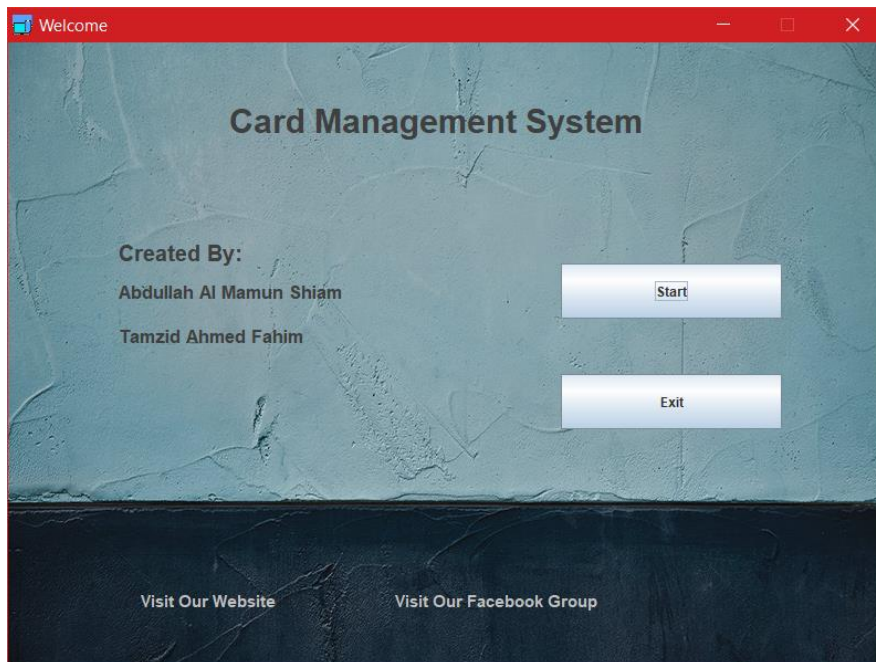 Welcome
Card Management System
Created By:
Abdullah Al Mamun Shiam
Tamzid Ahmed Fahim
Start
Exit
Visit Our Website
Visit Our Facebook Group